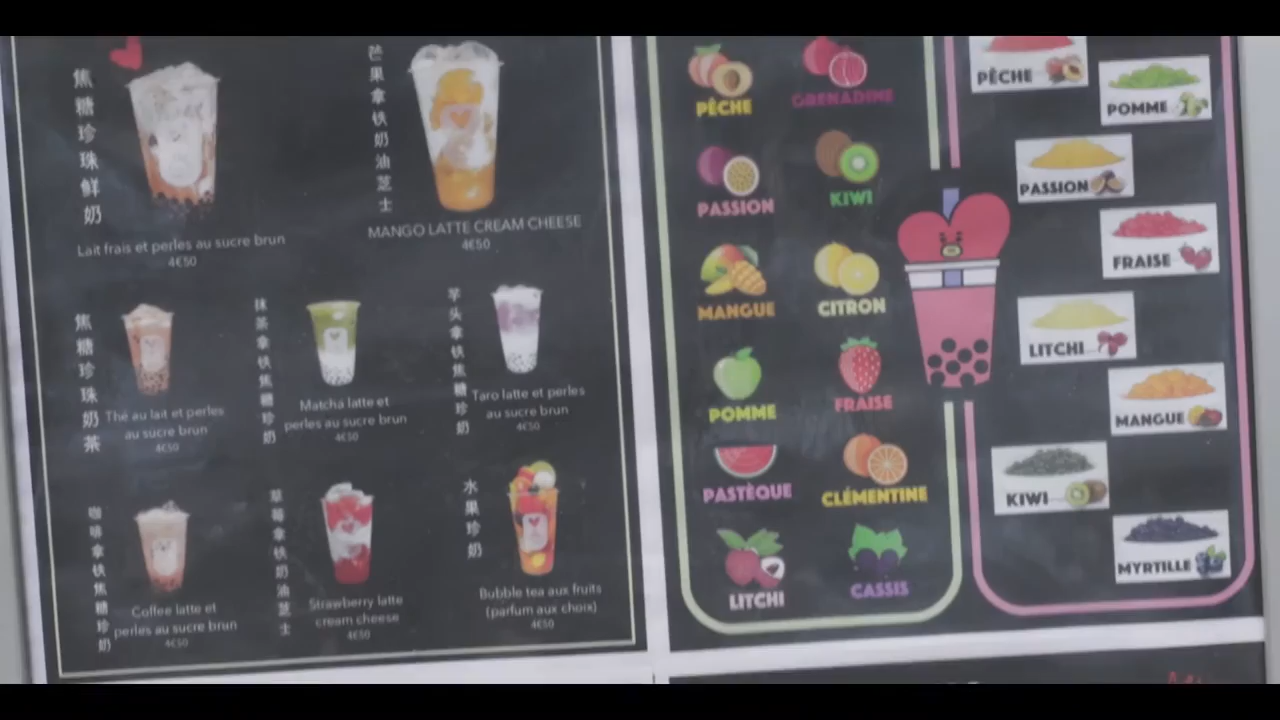 焦糖珍珠鲜奶
Lait frais et perles au sucre brun
4€50
芒果拿铁奶油芝士
MANGO LATTE CREAM CHEESE
4€50
焦糖珍珠奶茶
Thé au lait et perles
au sucre brun
4€50
抹茶拿铁焦糖珍奶
Matcha latte et
perles au sucre brun
4€50
芋头拿铁焦糖珍奶
Taro latte et perles
au sucre brun
4€50
咖啡拿铁焦糖珍奶
Coffee latte et
perles au sucre brun
4€50
草莓拿铁奶油芝士
Strawberry latte
cream cheese
4€50
水果珍奶
Bubble tea aux fruits
(parfum aux choix)
4€50
PÊCHE
GRENADINE
PASSION
KIWI
MANGUE
CITRON
POMME
FRAISE
PASTÈQUE
CLÉMENTINE
LITCHI
CASSIS
PÊCHE
POMME
PASSION
FRAISE
LITCHI
MANGUE
KIWI
MYRTILLE